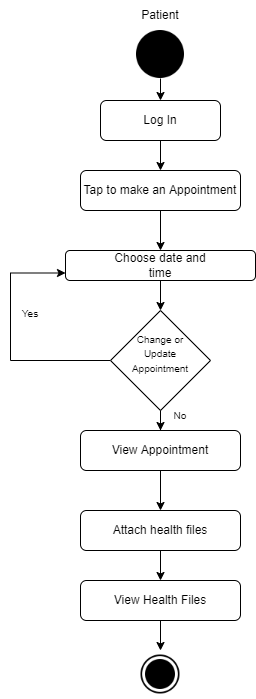 Patient
Log In
Tap to make an Appointment
Choose date and
time
Yes
Change or
Update
Appointment
No
View Appointment
Attach health files
View Health Files